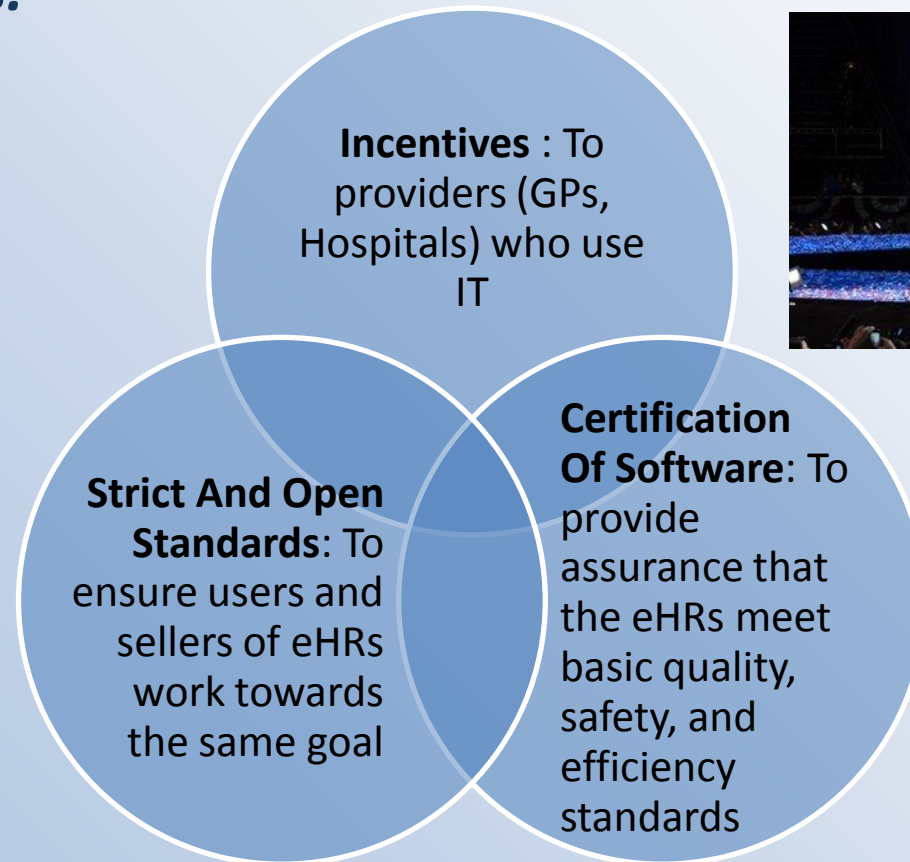 Incentives : To
providers (GPs,
Hospitals) who use
IT
Strict And Open
Standards: To
ensure users and
sellers of eHRs
work towards
the same goal
Certification
Of Software: To
provide
assurance that
the eHRs meet
basic quality,
safety, and
efficiency
standards